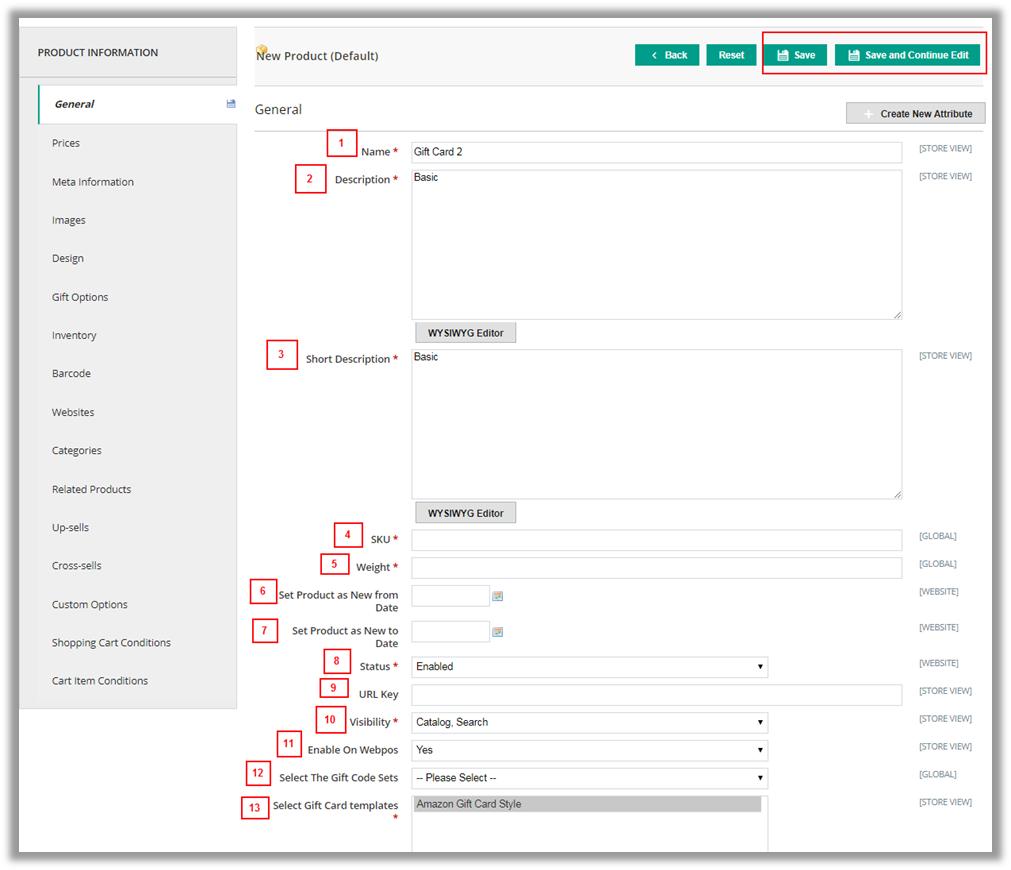 PRODUCT INFORMATION
General
Prices
Meta Information
Images
Design
Gift Options
Inventory
Barcode
Websites
Categories
Related Products
Up-sells
Cross-sells
Custom Options
Shopping Cart Conditions
Cart Item Conditions
New Product (Default)
Back Reset Save Save and Continue Edit
General
Create New Attribute
1 Name * Gift Card 2 [STORE VIEW]
2 Description * Basic [STORE VIEW]
WYSIWYG Editor
3 Short Description * Basic [STORE VIEW]
WYSIWYG Editor
4 SKU * [GLOBAL]
5 Weight * [GLOBAL]
6 Set Product as New from [WEBSITE]
Date
7 Set Product as New to [WEBSITE]
Date
8 Status * Enabled [WEBSITE]
9 URL Key [STORE VIEW]
10 Visibility * Catalog, Search [STORE VIEW]
11 Enable On Webpos Yes [STORE VIEW]
12 Select The Gift Code Sets -- Please Select -- [GLOBAL]
13 Select Gift Card templates Amazon Gift Card Style [STORE VIEW]
*